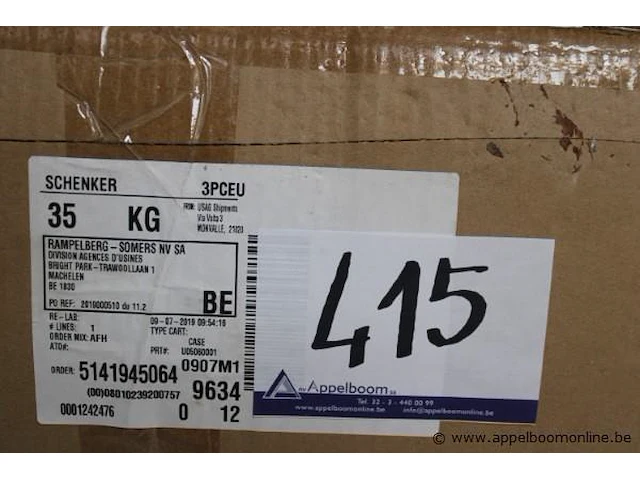 SCHENKER 3PCEU
35 KG
FROM: USAG Shipments
Via Volta 3
MONVALLE, 21020
RAMPELBERG - SOMERS NV SA
DIVISION AGENCES D'USINES
BRIGHT PARK-TRAWOOLLAAN 1
MACHELEN
BE 1830
PO REF: 2019000510 du 11.2
BE
RE-LAB: 09-07-2019 09:54:19
# LINES: 1 TYPE CART:
ORDER MIX: AFH CASE
ATO#: PRT#: U05060001
ORDER: 5141945064 0907M1
(00)08010239200757 9634
0001242476 0 12
415
NV Appelboom SA
Tel. 32 - 3 - 440 00 99
www.appelboomonline.be info@appelboomonline.be
© www.appelboomonline.be